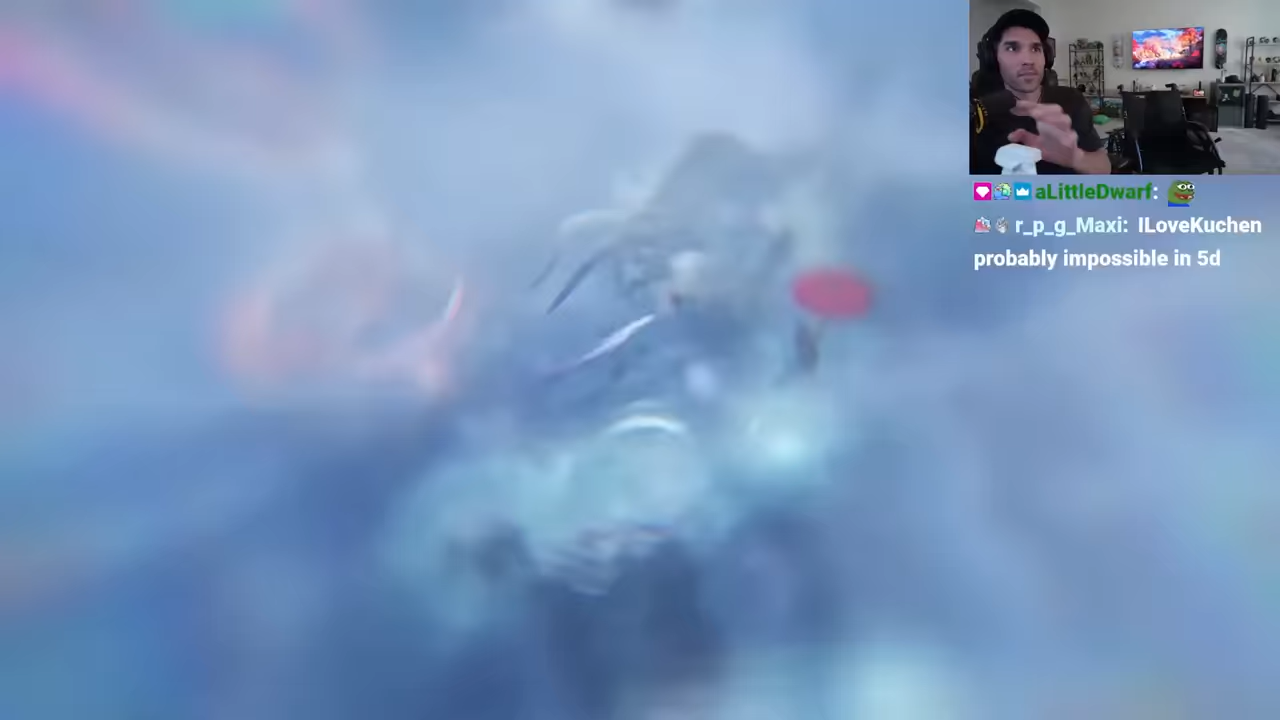 aLittleDwarf:
r_p_g_Maxi: ILoveKuchen
probably impossible in 5d